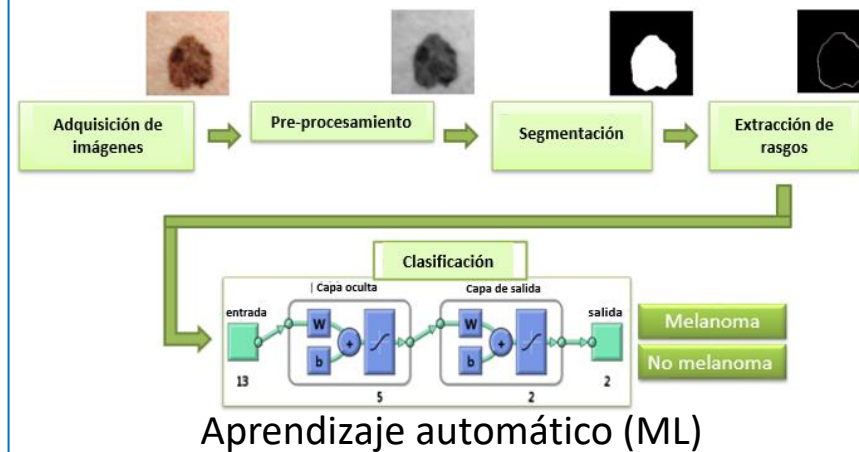 Adquisición de
imágenes
Pre-procesamiento
Segmentación
Extracción de
rasgos
Clasificación
| Capa oculta
Capa de salida
entrada
salida
W
b
+
W
b
+
13
5
2
2
Melanoma
No melanoma
Aprendizaje automático (ML)